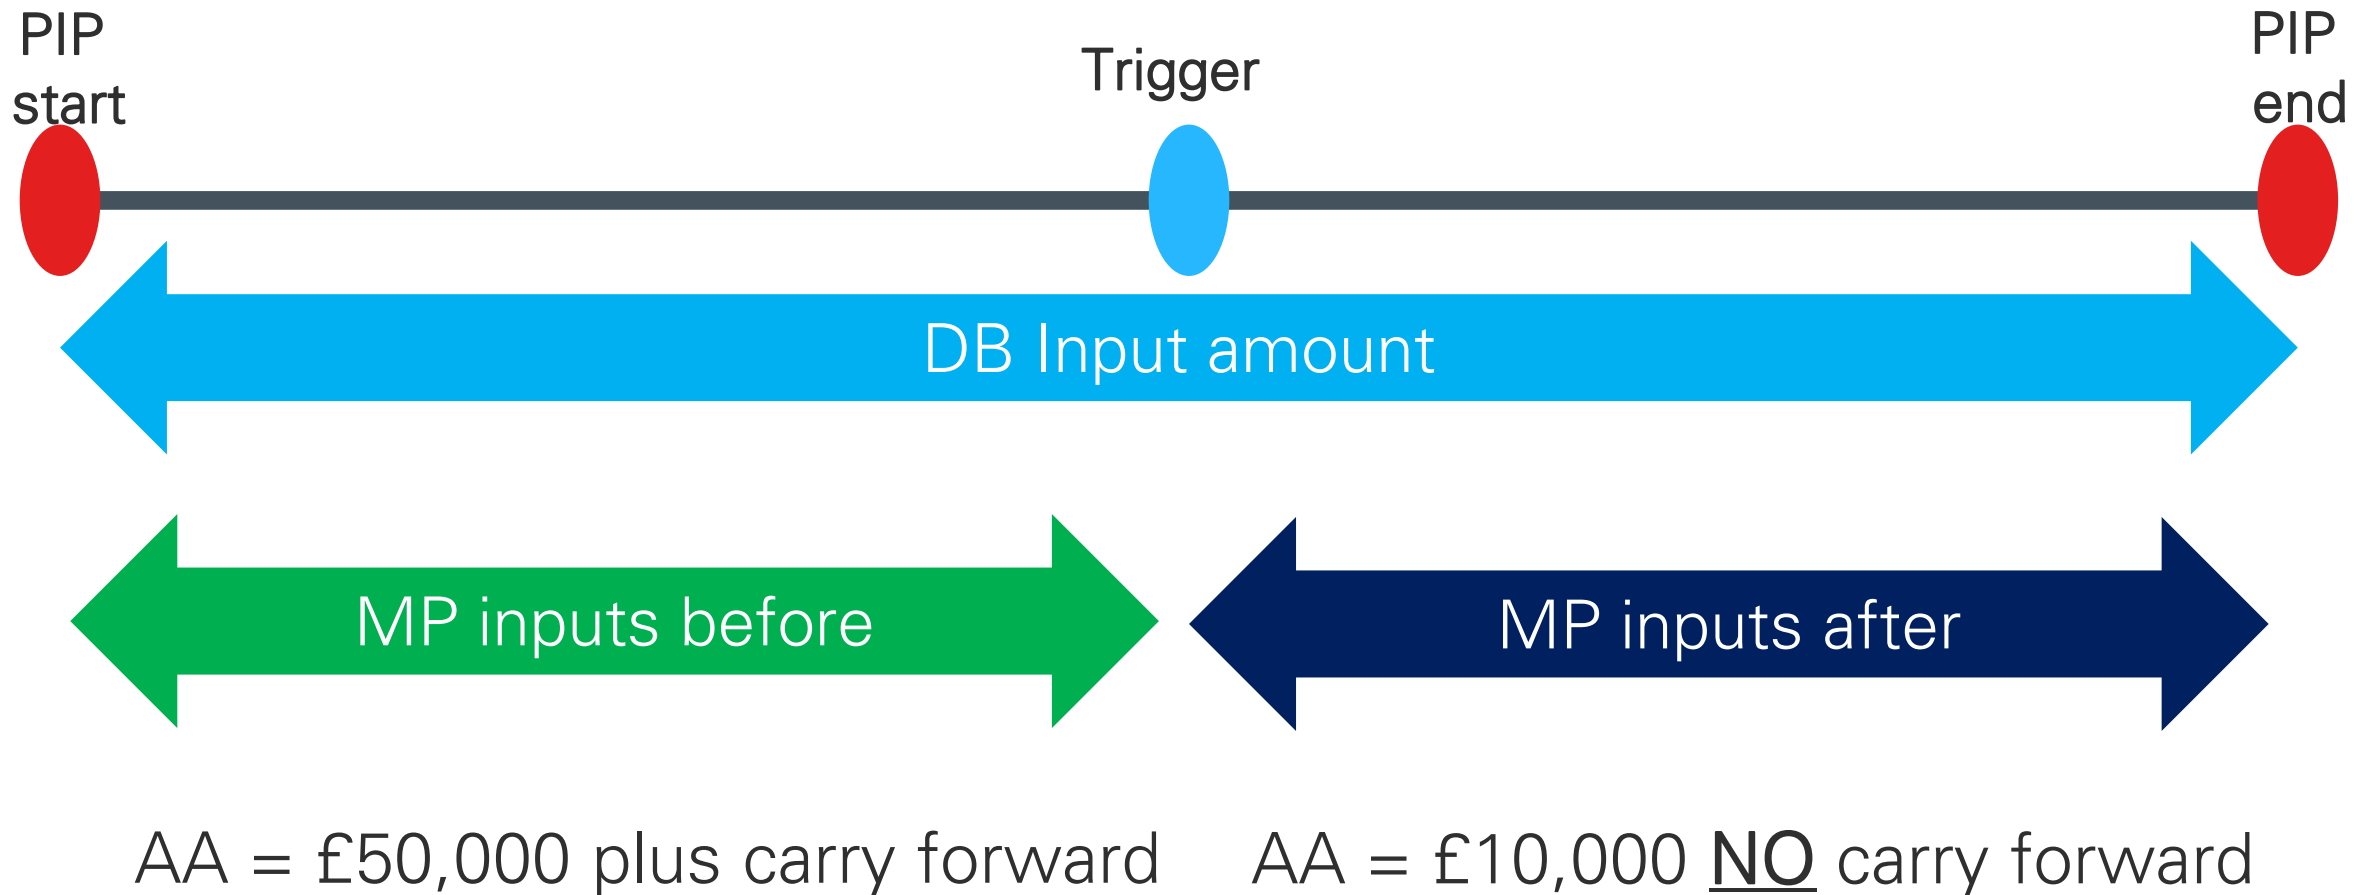 PIP
start
Trigger
PIP
end
DB Input amount
MP inputs before
MP inputs after
AA = £50,000 plus carry forward
AA = £10,000 NO carry forward